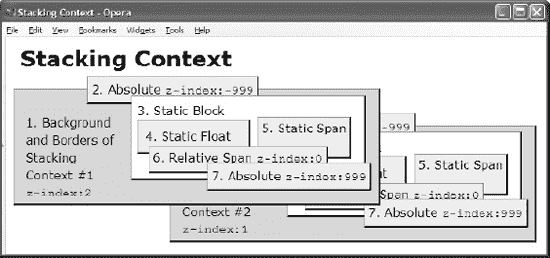 Stacking Context - Opera
File Edit View Bookmarks Widgets Tools Help
Stacking Context
2. Absolute z-index:-999
3. Static Block
1. Background
and Borders of
Stacking
Context #1
z-index:2
4. Static Float
5. Static Span
6. Relative Span z-index:0
7. Absolute z-index:999
-999
5. Static Span
Span z-index:0
7. Absolute z-index:999
Context #2
z-index:1